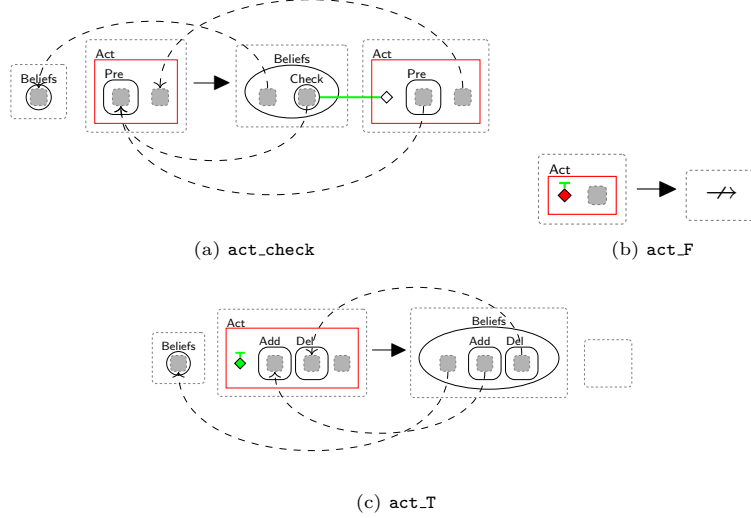 Act
Beliefs
Act
Beliefs
Pre
Check
Pre
Act
(a) act_check
(b) act_F
Act
Beliefs
Beliefs
Add
Del
Add
Del
(c) act_T